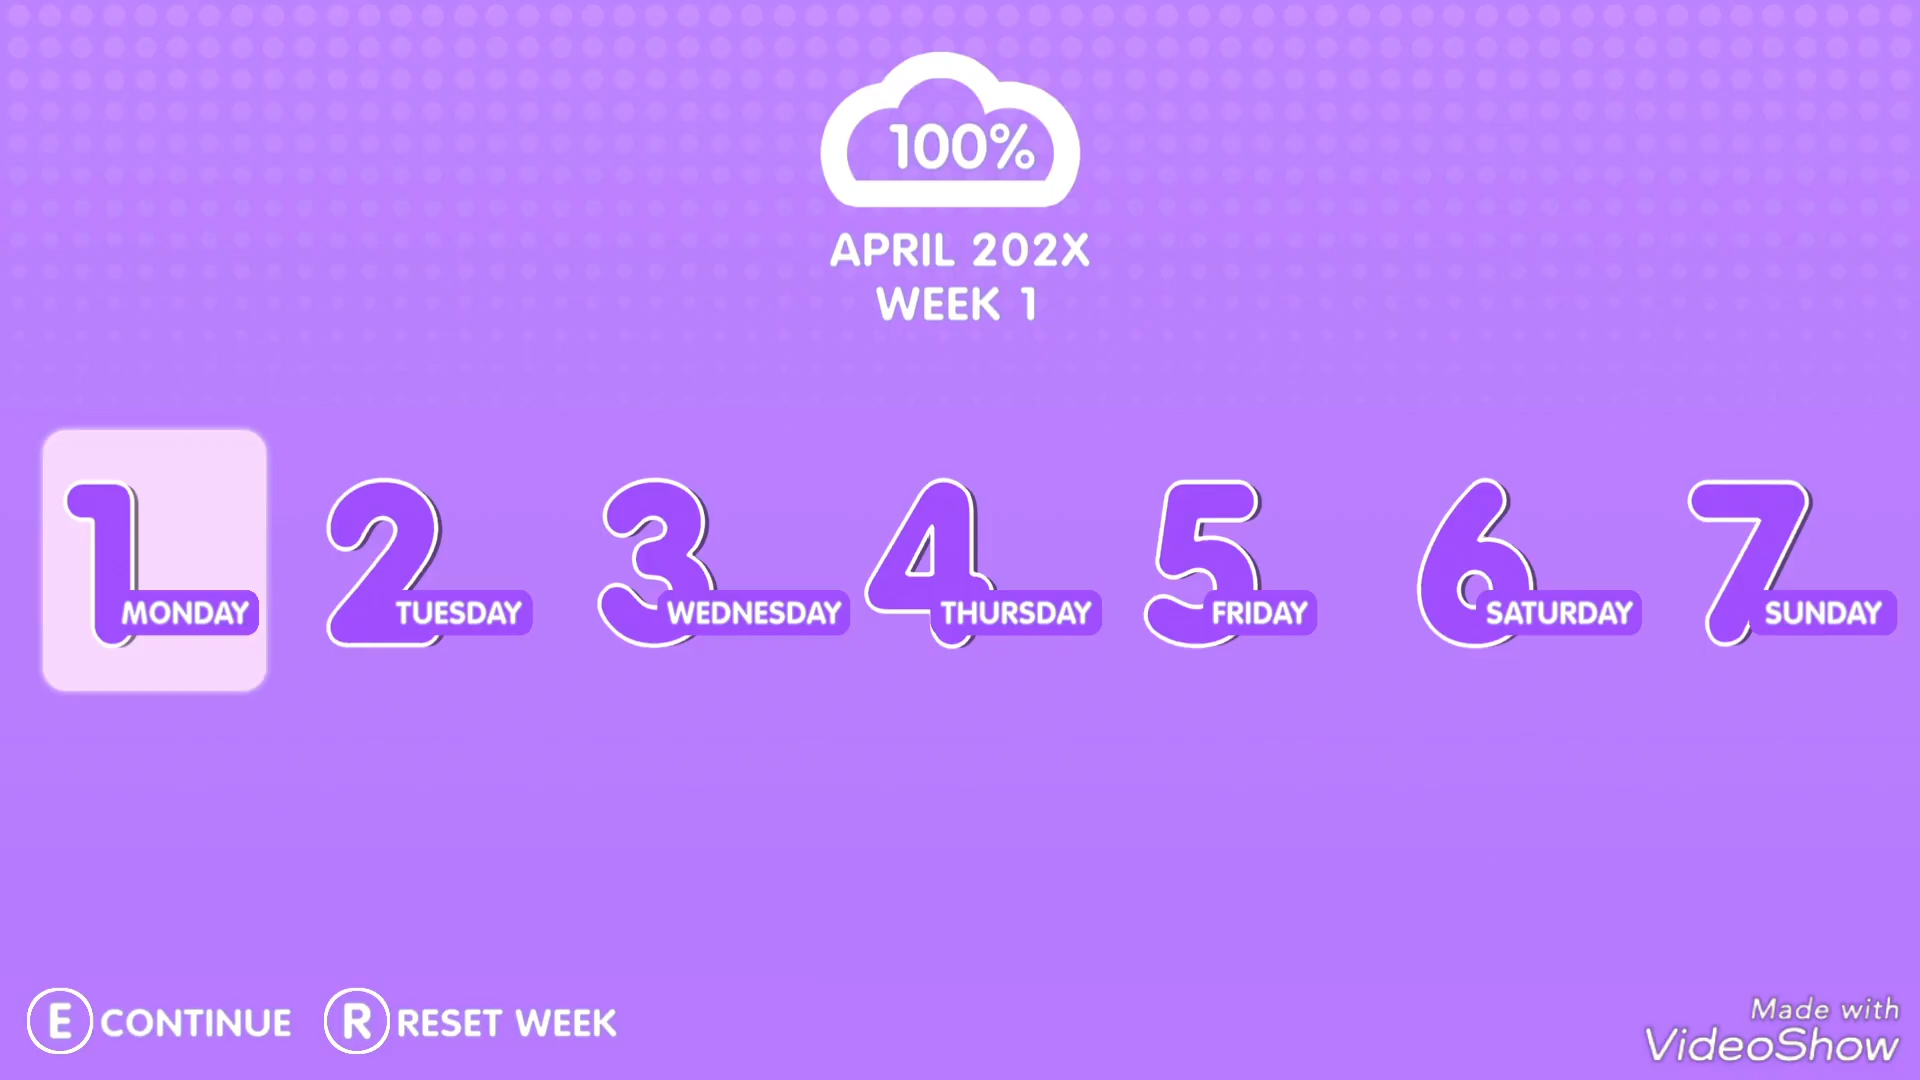 100%
APRIL 202X
WEEK 1
1 2 3 4 5 6 7
MONDAY TUESDAY WEDNESDAY THURSDAY FRIDAY SATURDAY SUNDAY
E CONTINUE R RESET WEEK
Made with
VideoShow